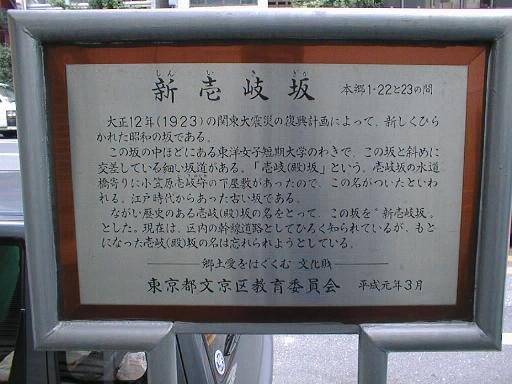 しん い き ざか
新壱岐坂 本郷1-22と23の間
大正12年(1923)の関東大震災の復興計画によって、新しくひら
かれた昭和の坂である。
この坂の中ほどにある東洋女子短期大学のわきで、この坂と斜めに
交差している細い坂道がある。「壱岐(殿)坂」という。壱岐坂の水道
橋寄りに小笠原壱岐守の下屋敷があったので、この名がついたといわ
れる。江戸時代からあった古い坂である。
ながい歴史のある壱岐(殿)坂の名をとって、この坂を"新壱岐坂"
とした。現在は、区内の幹線道路としてひろく知られているが、もと
になった壱岐(殿)坂の名は忘れられようとしている。
郷土愛をはぐくむ 文化財
東京都文京区教育委員会 平成元年3月